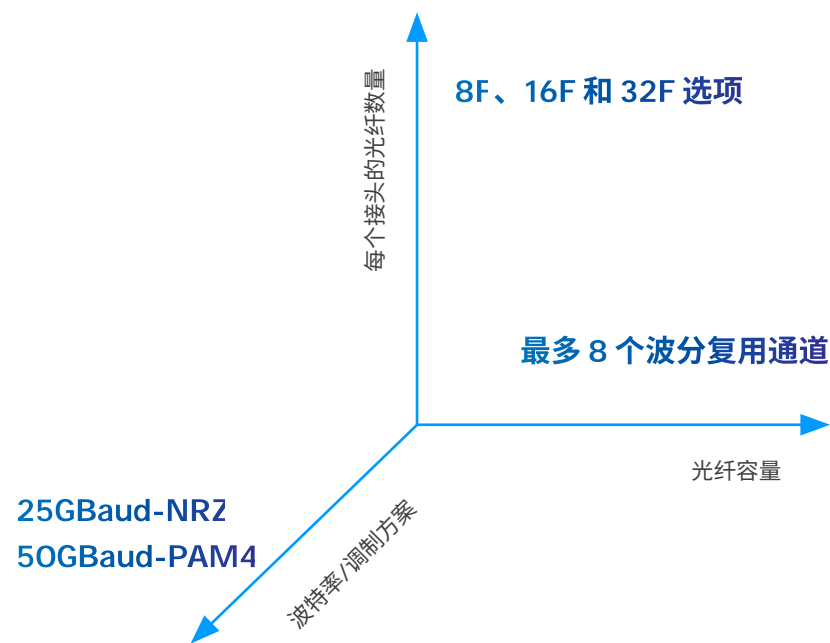 8F、16F 和 32F 选项
每个接头的光纤数量
最多 8 个波分复用通道
光纤容量
25GBaud-NRZ
50GBaud-PAM4
波特率/调制方案